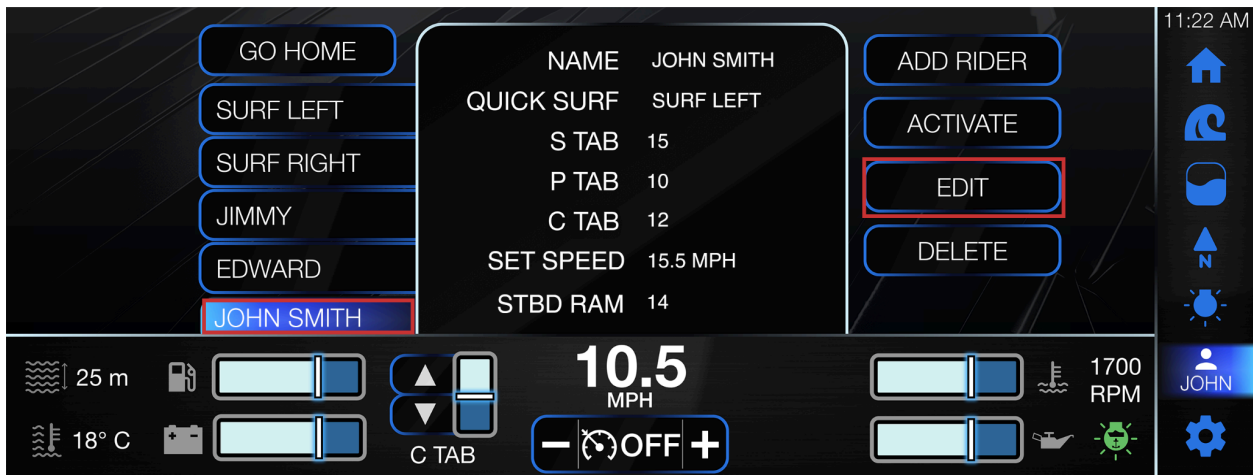 11:22 AM
GO HOME
SURF LEFT
SURF RIGHT
JIMMY
EDWARD
JOHN SMITH
NAME JOHN SMITH
QUICK SURF SURF LEFT
S TAB 15
P TAB 10
C TAB 12
SET SPEED 15.5 MPH
STBD RAM 14
ADD RIDER
ACTIVATE
EDIT
DELETE
N
JOHN
25 m
18° C
C TAB
10.5
MPH
− OFF +
1700
RPM